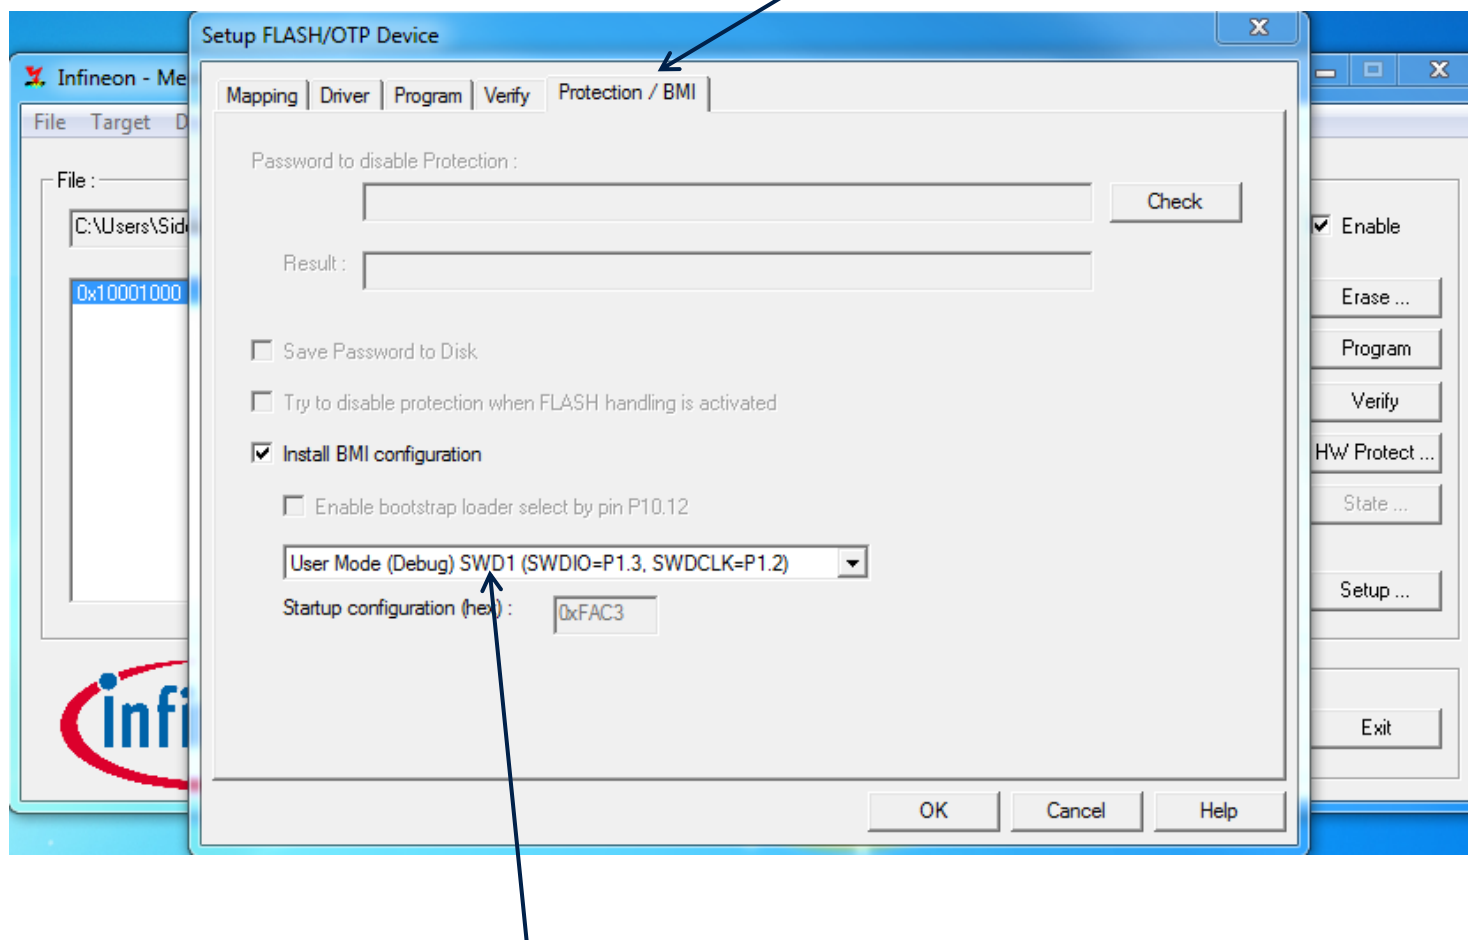 Setup FLASH/OTP Device
Infineon - Me
File Target D
Mapping Driver Program Verify Protection / BMI
Password to disable Protection :
Check
Result :
File :
C:\Users\Sid
Enable
0x10001000
Erase ...
Save Password to Disk
Program
Try to disable protection when FLASH handling is activated
Verify
Install BMI configuration
HW Protect ...
Enable bootstrap loader select by pin P10.12
State ...
User Mode (Debug) SWD1 (SWDIO=P1.3, SWDCLK=P1.2)
Startup configuration (hex) :
0xFAC3
Setup ...
infi
Exit
OK Cancel Help